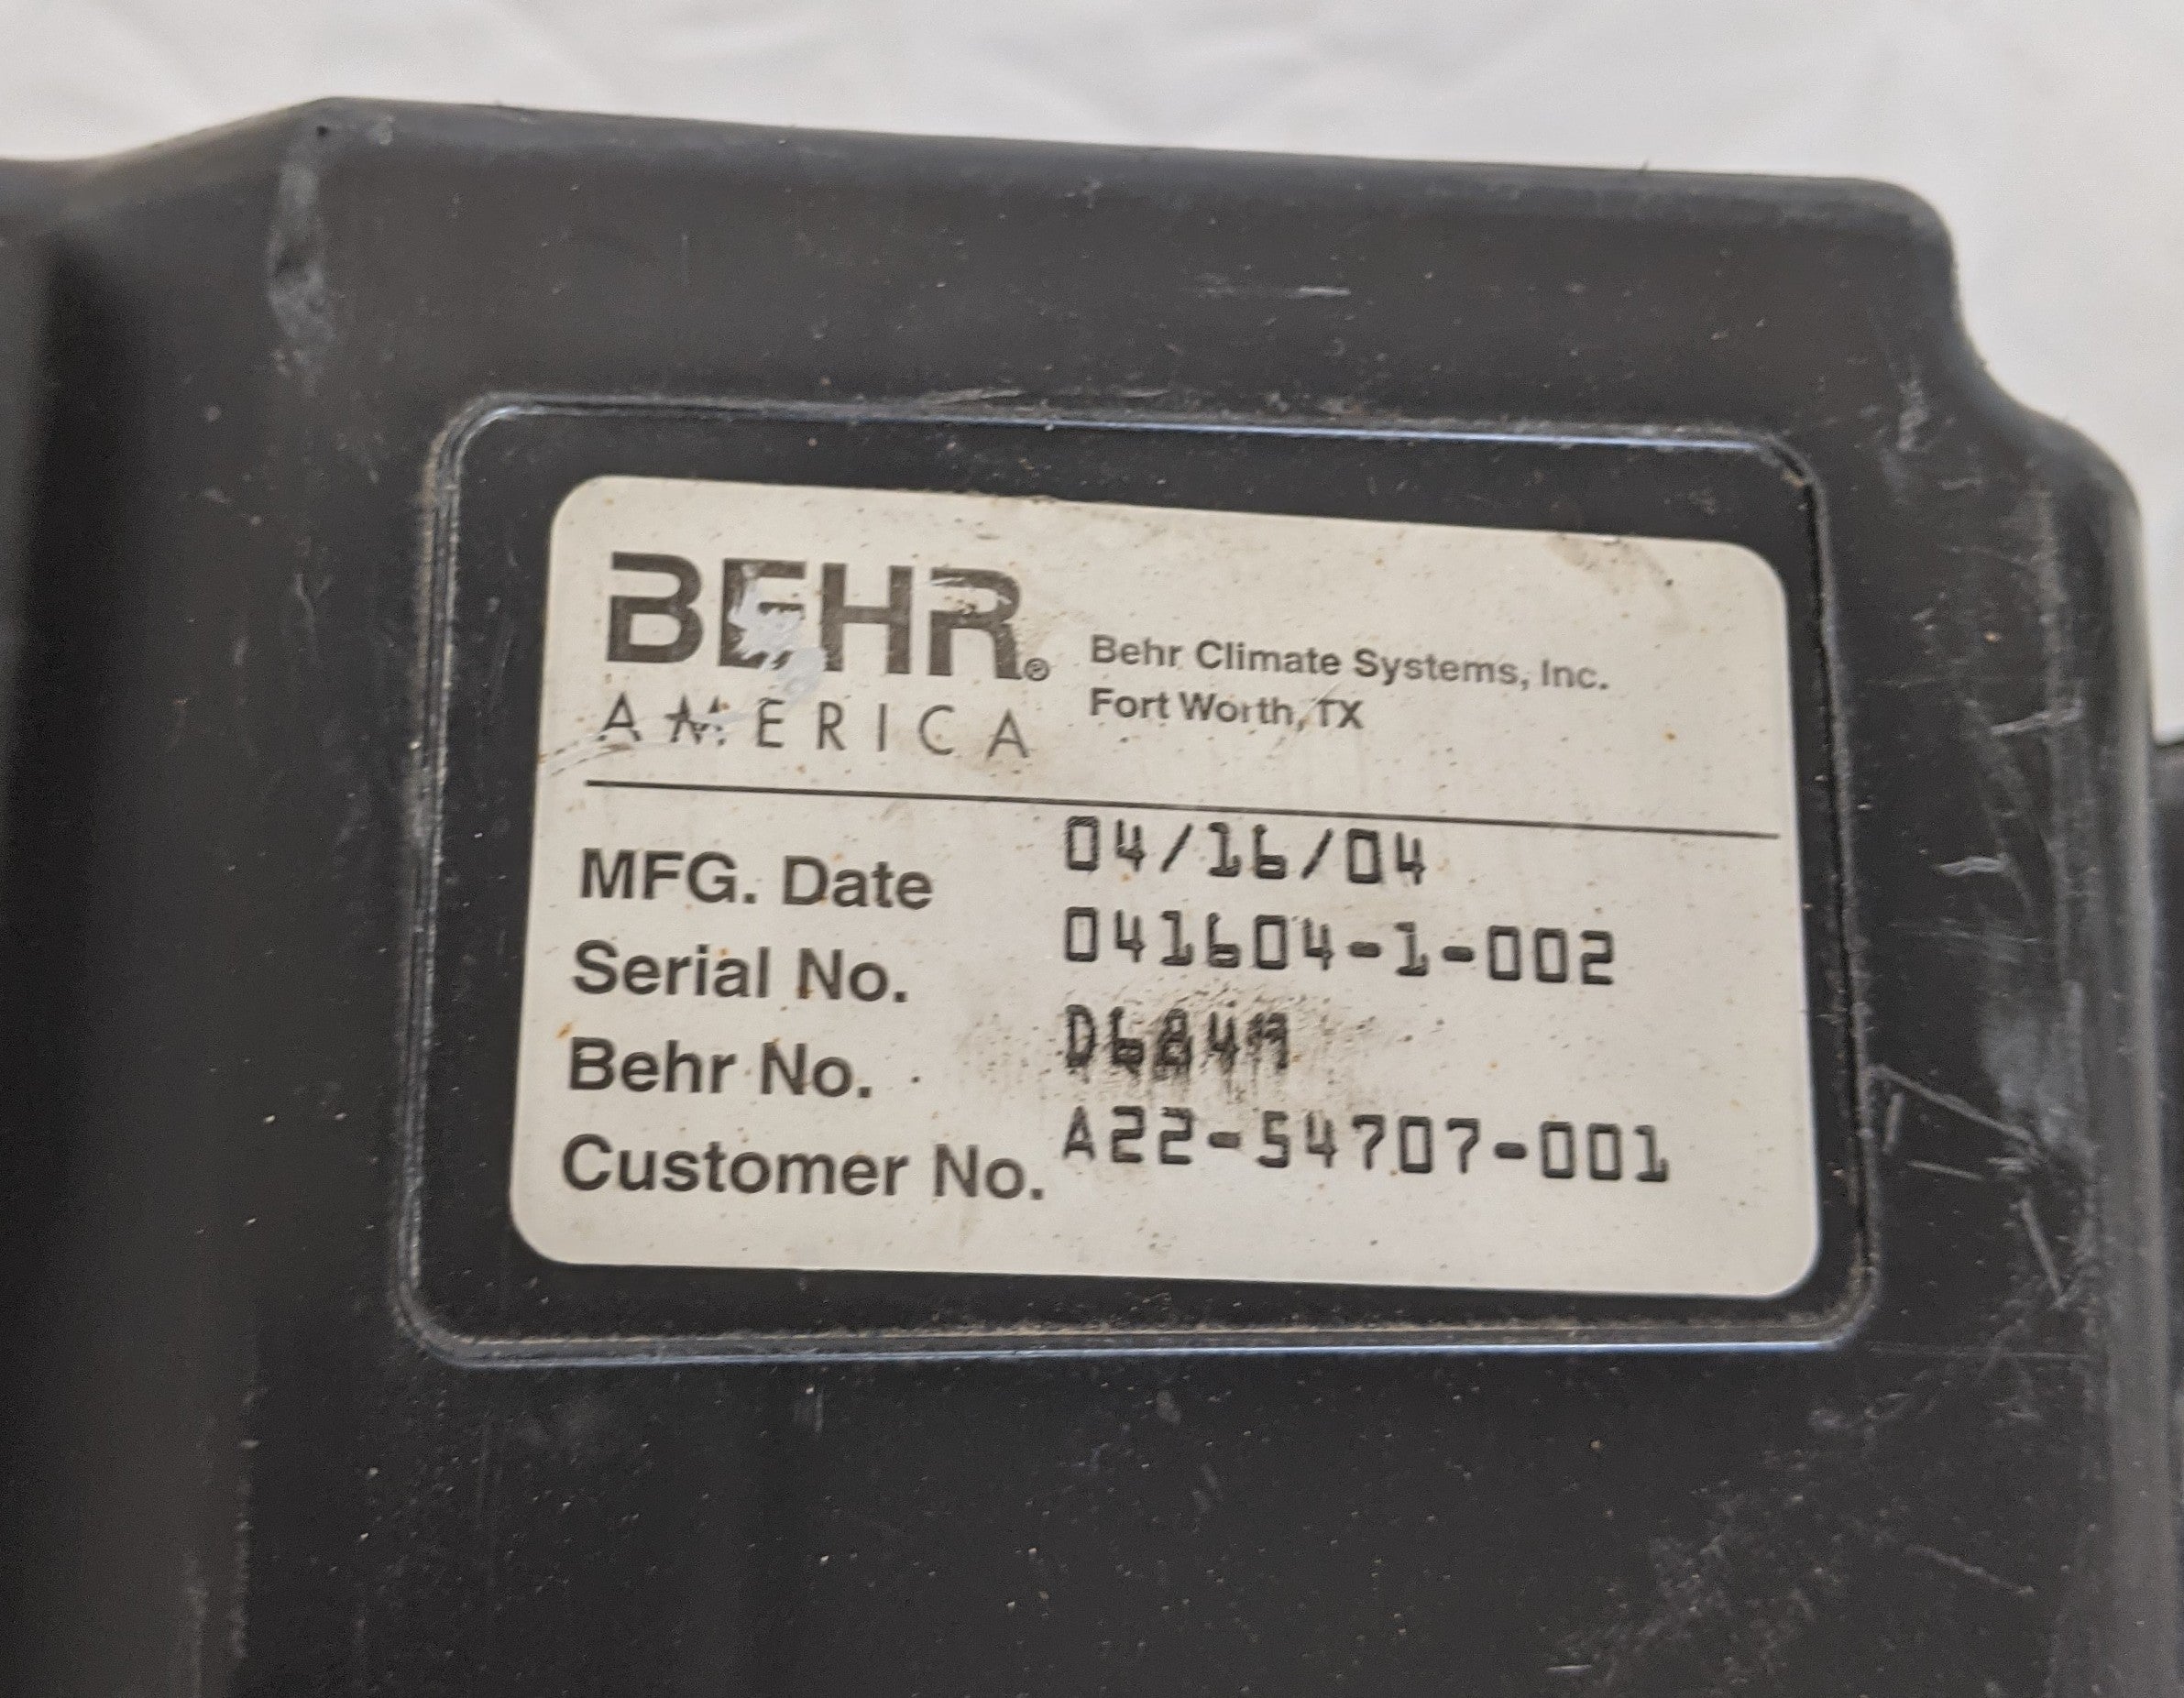 BEHR®
AMERICA
Behr Climate Systems, Inc.
Fort Worth, TX
MFG. Date 04/16/04
Serial No. 041604-1-002
Behr No.
Customer No. A22-54707-001